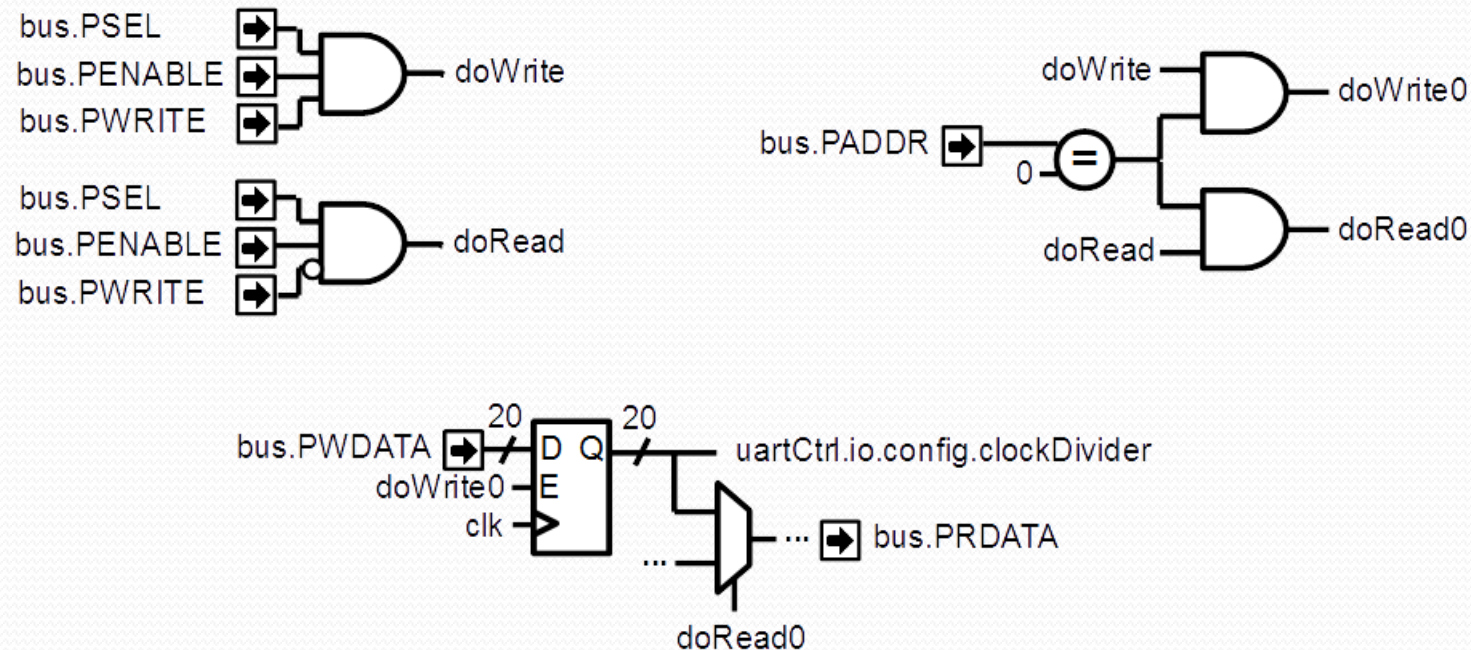 bus.PSEL
bus.PENABLE
bus.PWRITE
doWrite
bus.PSEL
bus.PENABLE
bus.PWRITE
doRead
doWrite
bus.PADDR
0
=
doRead
doWrite0
doRead0
20
20
bus.PWDATA
D Q
uartCtrl.io.config.clockDivider
doWrite0
E
clk
...
...
bus.PRDATA
doRead0